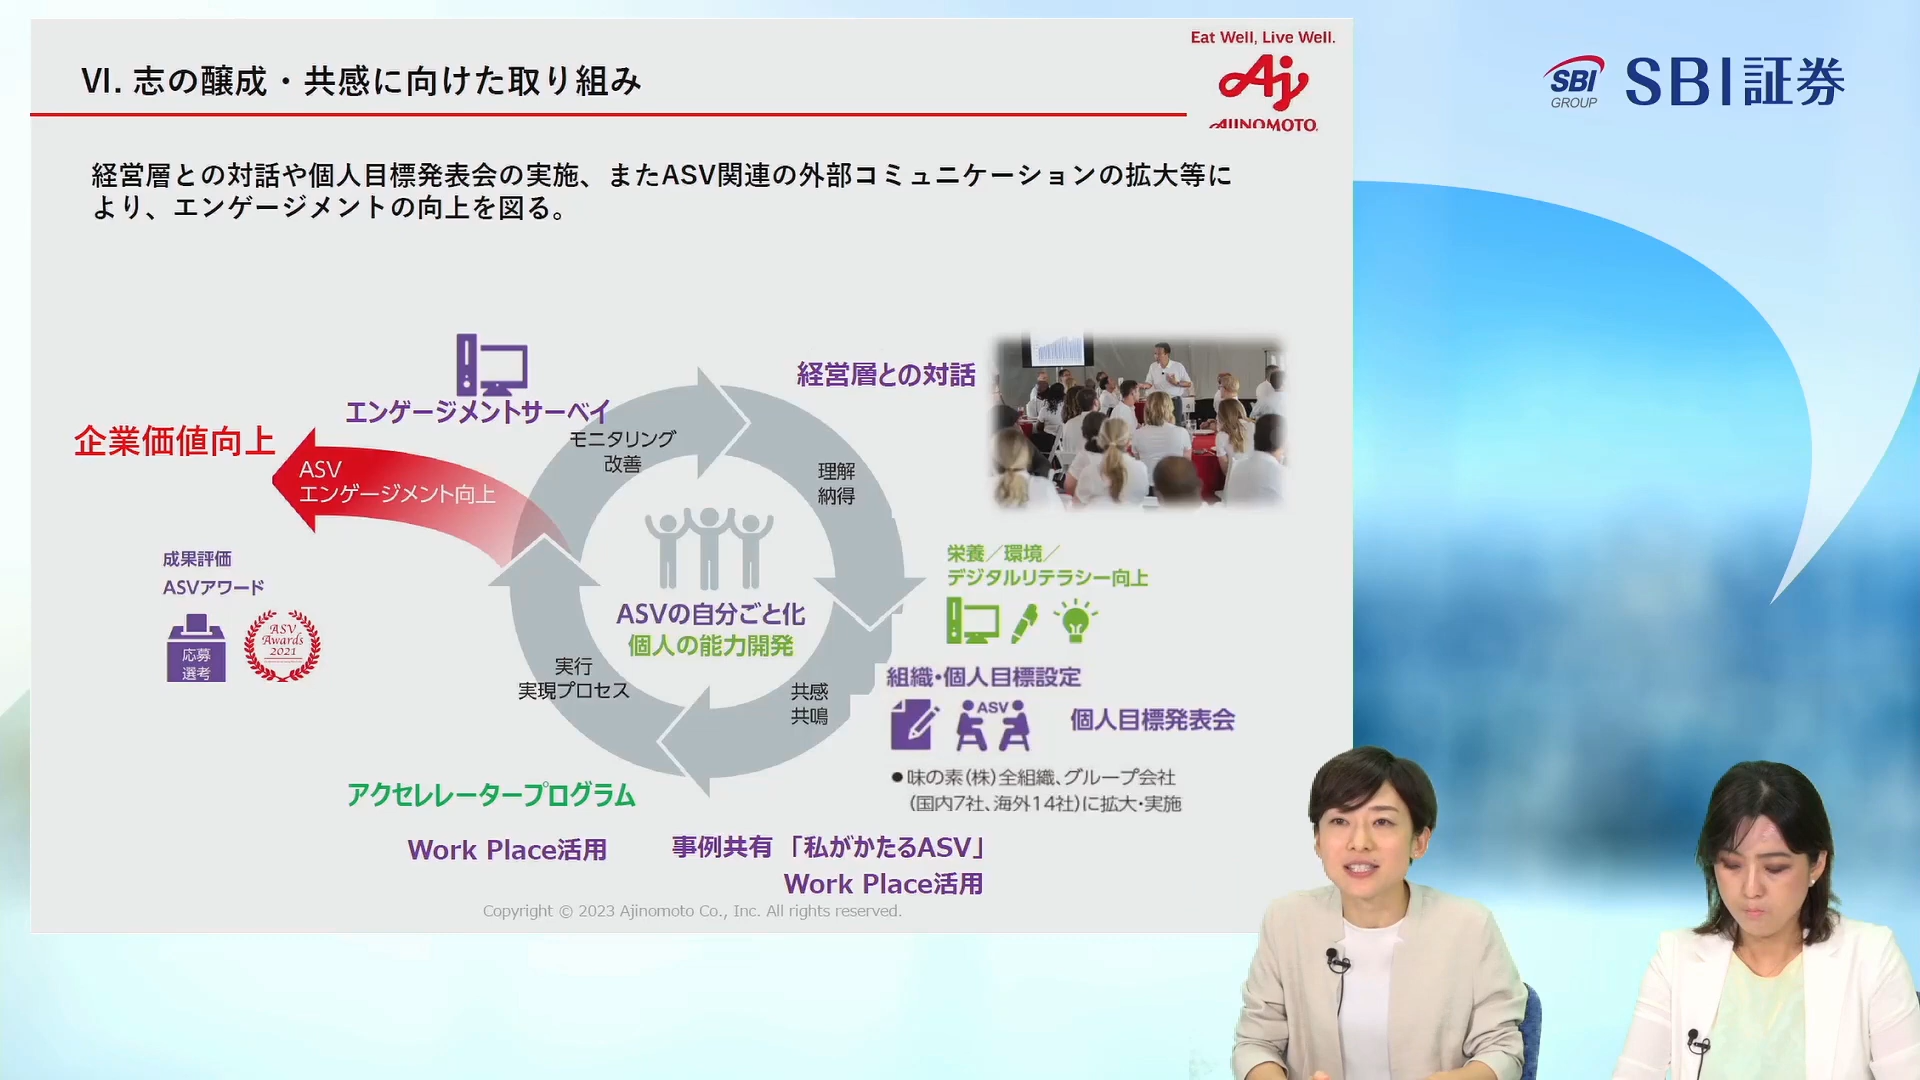 Eat Well, Live Well.
Aj
AJINOMOTO
SBI
GROUP
SBI証券
Ⅵ. 志の醸成・共感に向けた取り組み
経営層との対話や個人目標発表会の実施、またASV関連の外部コミュニケーションの拡大等に
より、エンゲージメントの向上を図る。
エンゲージメントサーベイ
モニタリング
改善
経営層との対話
理解
納得
企業価値向上
ASV
エンゲージメント向上
成果評価
ASVアワード
応募
選考
ASV
Awards
2021
ASVの自分ごと化
個人の能力開発
栄養／環境／
デジタルリテラシー向上
組織・個人目標設定
ASV
個人目標発表会
●味の素(株)全組織、グループ会社
(国内7社、海外14社)に拡大・実施
実行
実現プロセス
共感
共鳴
アクセレレータープログラム
Work Place活用
事例共有 「私がかたるASV」
Work Place活用
Copyright © 2023 Ajinomoto Co., Inc. All rights reserved.